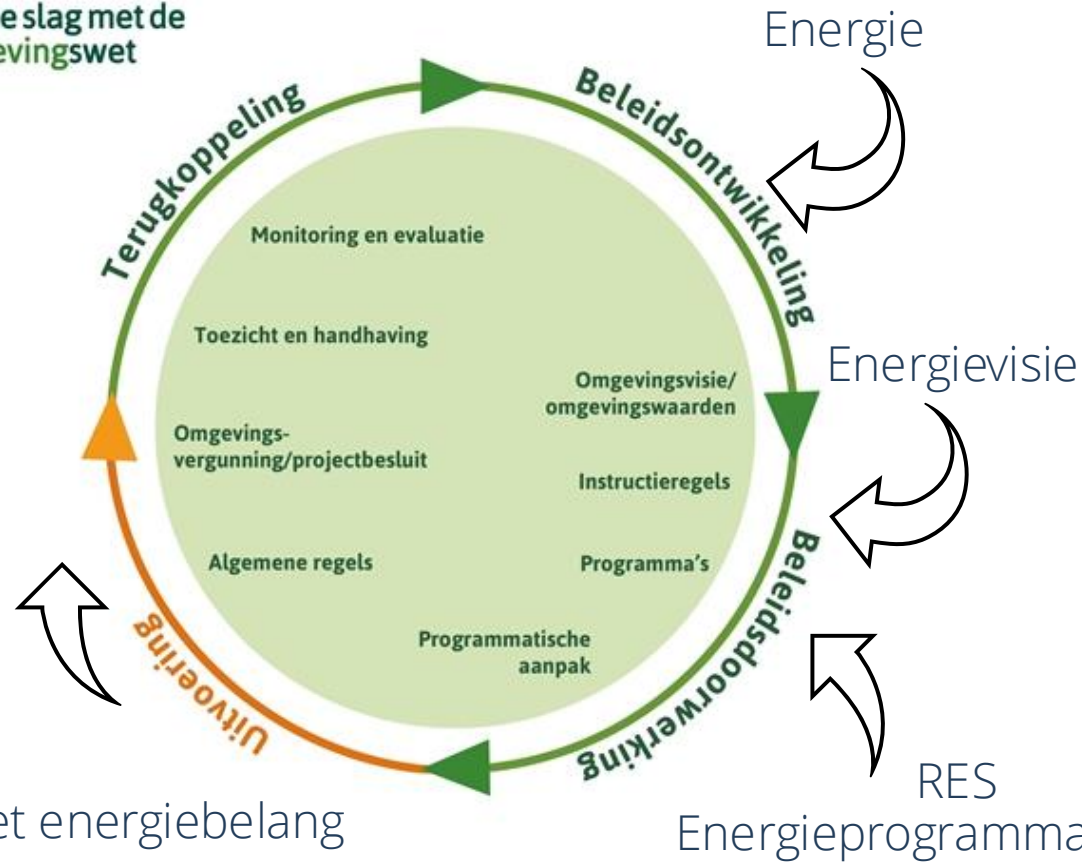 e slag met de
evingswet
Energie
Terugkoppeling
Beleidsontwikkeling
Monitoring en evaluatie
Toezicht en handhaving
Omgevingsvisie/
omgevingswaarden
Energievisie
Omgevings-
vergunning/projectbesluit
Instructieregels
Algemene regels
Programma's
Programmatische
aanpak
Beleidsdoorwerking
Uitvoering
RES
et energiebelang
Energieprogramma